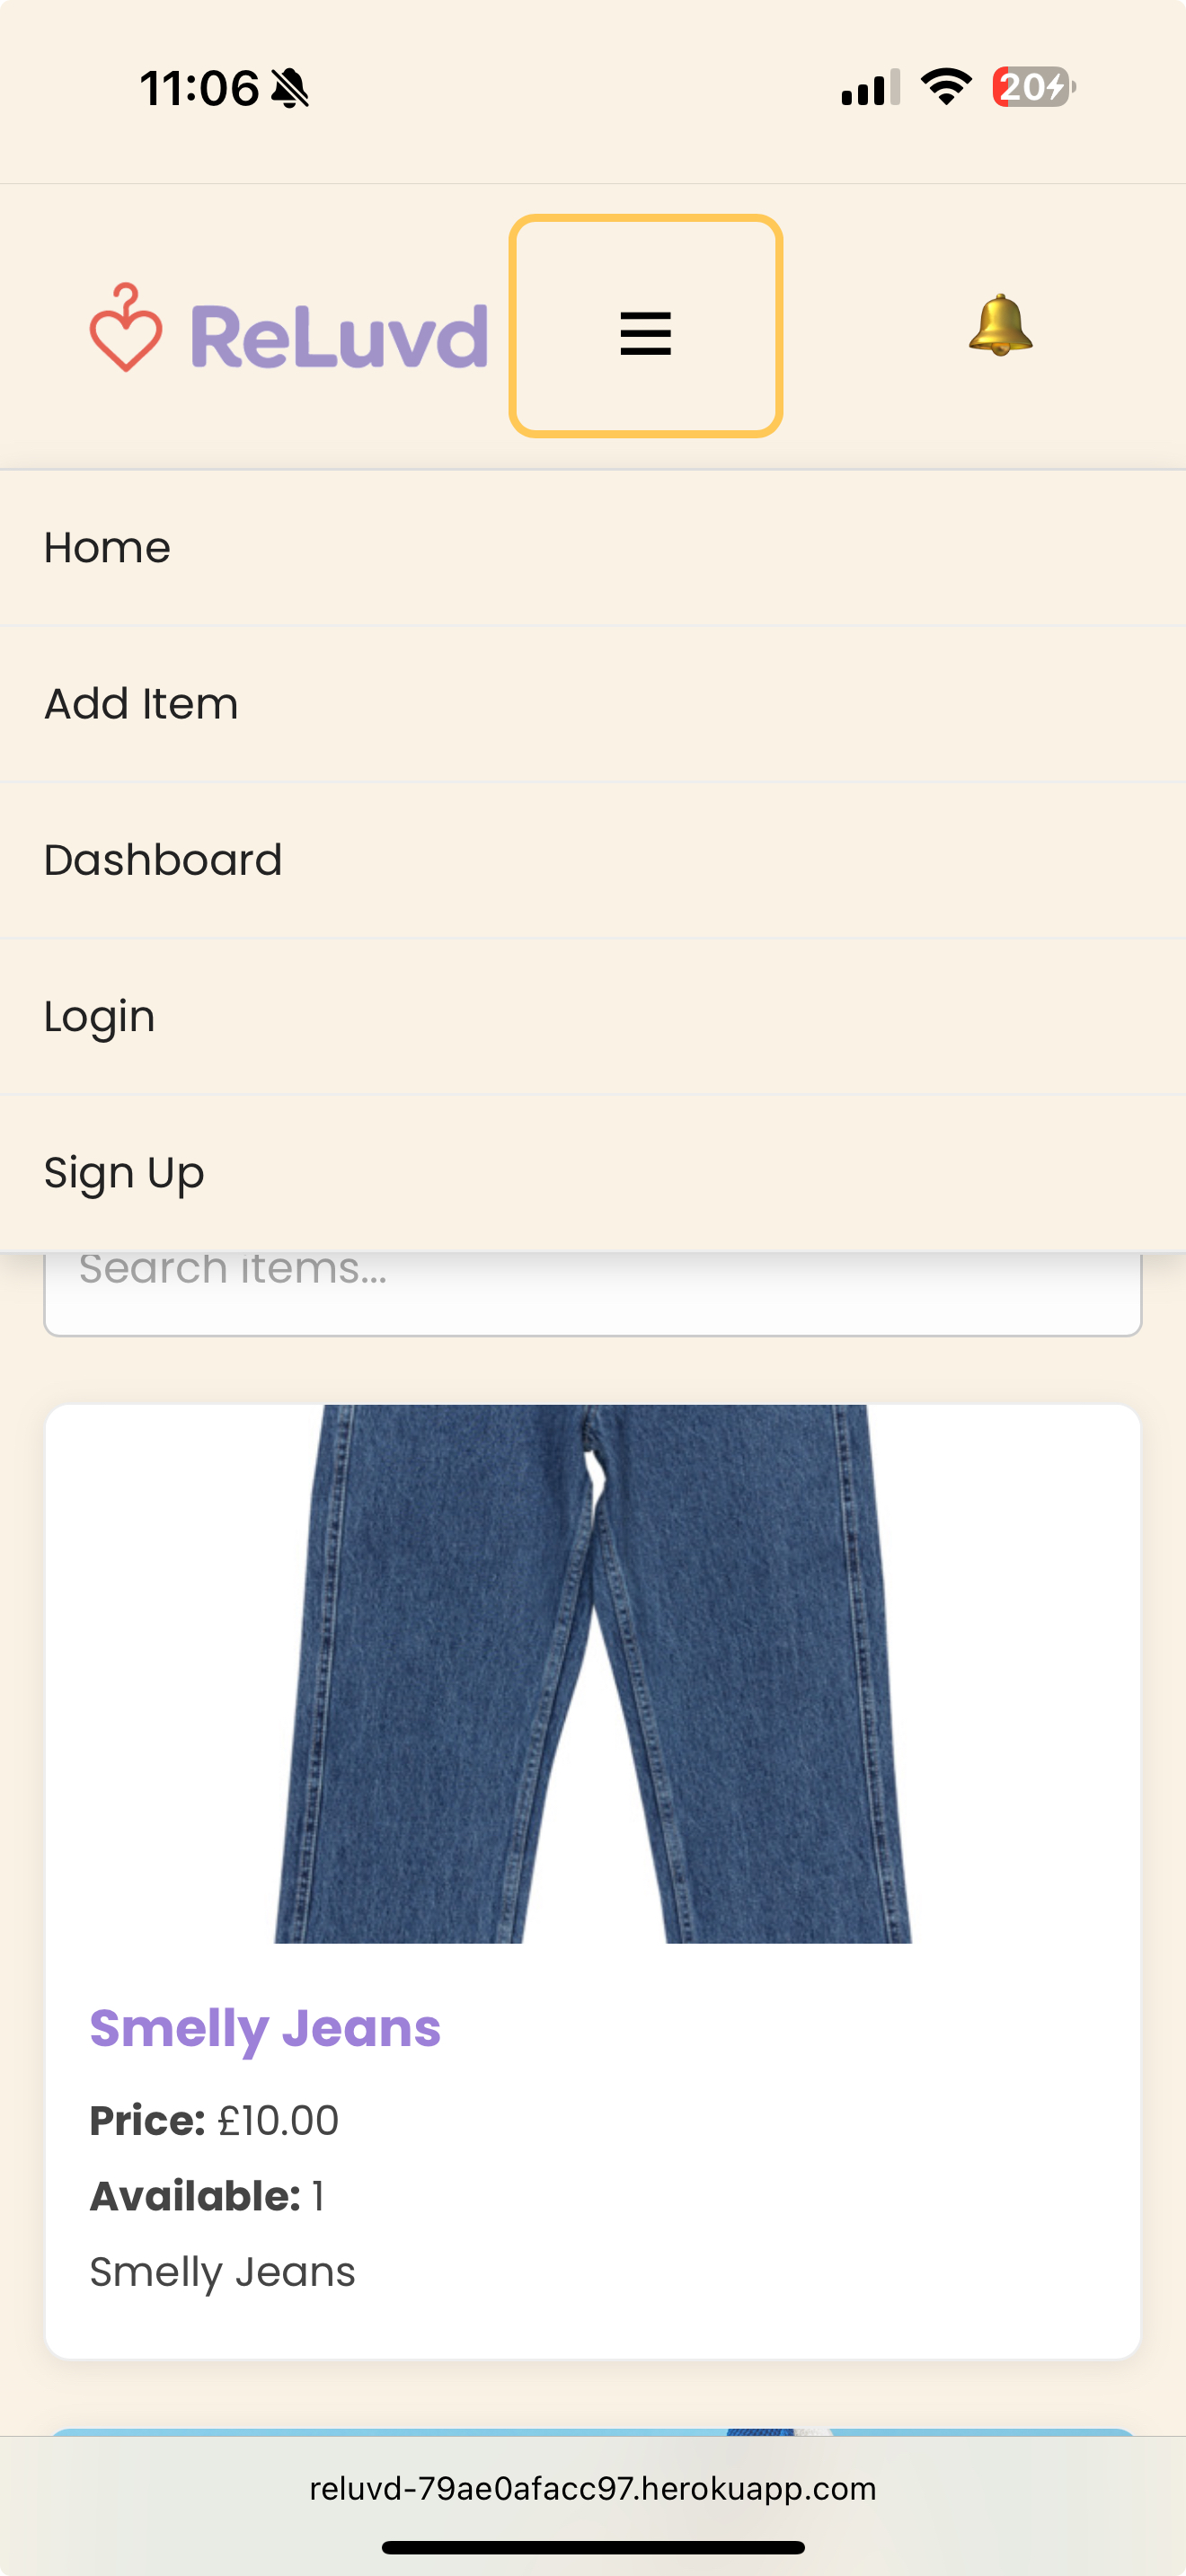 11:06
20
ReLuvd
Home
Add Item
Dashboard
Login
Sign Up
Search items...
Smelly Jeans
Price: £10.00
Available: 1
Smelly Jeans
reluvd-79ae0afacc97.herokuapp.com